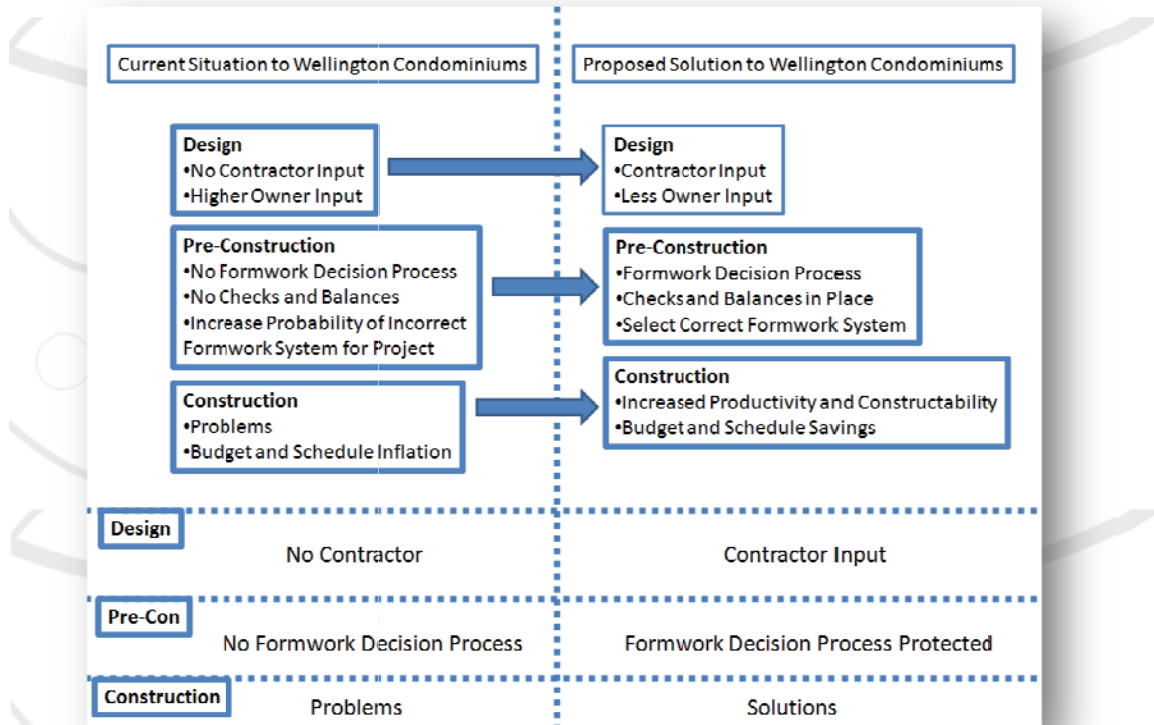 Current Situation to Wellington Condominiums
Proposed Solution to Wellington Condominiums
Design
•No Contractor Input
•Higher Owner Input
Design
•Contractor Input
•Less Owner Input
Pre-Construction
•No Formwork Decision Process
•No Checks and Balances
•Increase Probability of Incorrect
Formwork System for Project
Pre-Construction
•Formwork Decision Process
•Checks and Balances in Place
•Select Correct Formwork System
Construction
•Problems
•Budget and Schedule Inflation
Construction
•Increased Productivity and Constructability
•Budget and Schedule Savings
Design
No Contractor
Contractor Input
Pre-Con
No Formwork Decision Process
Formwork Decision Process Protected
Construction
Problems
Solutions